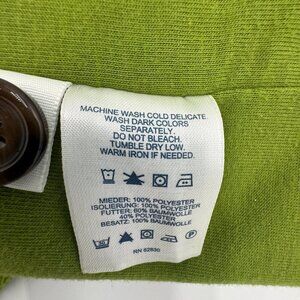 MACHINE WASH COLD DELICATE
WASH DARK COLORS
SEPARATELY.
DO NOT BLEACH.
TUMBLE DRY LOW.
WARM IRON IF NEEDED.
MIEDER: 100% POLYESTER
ISOLIERUNG: 100% POLYESTER
FUTTER: 60% BAUMWOLLE
40% POLYESTER
BESATZ: 100% BAUMWOLLE
P
RN 62830